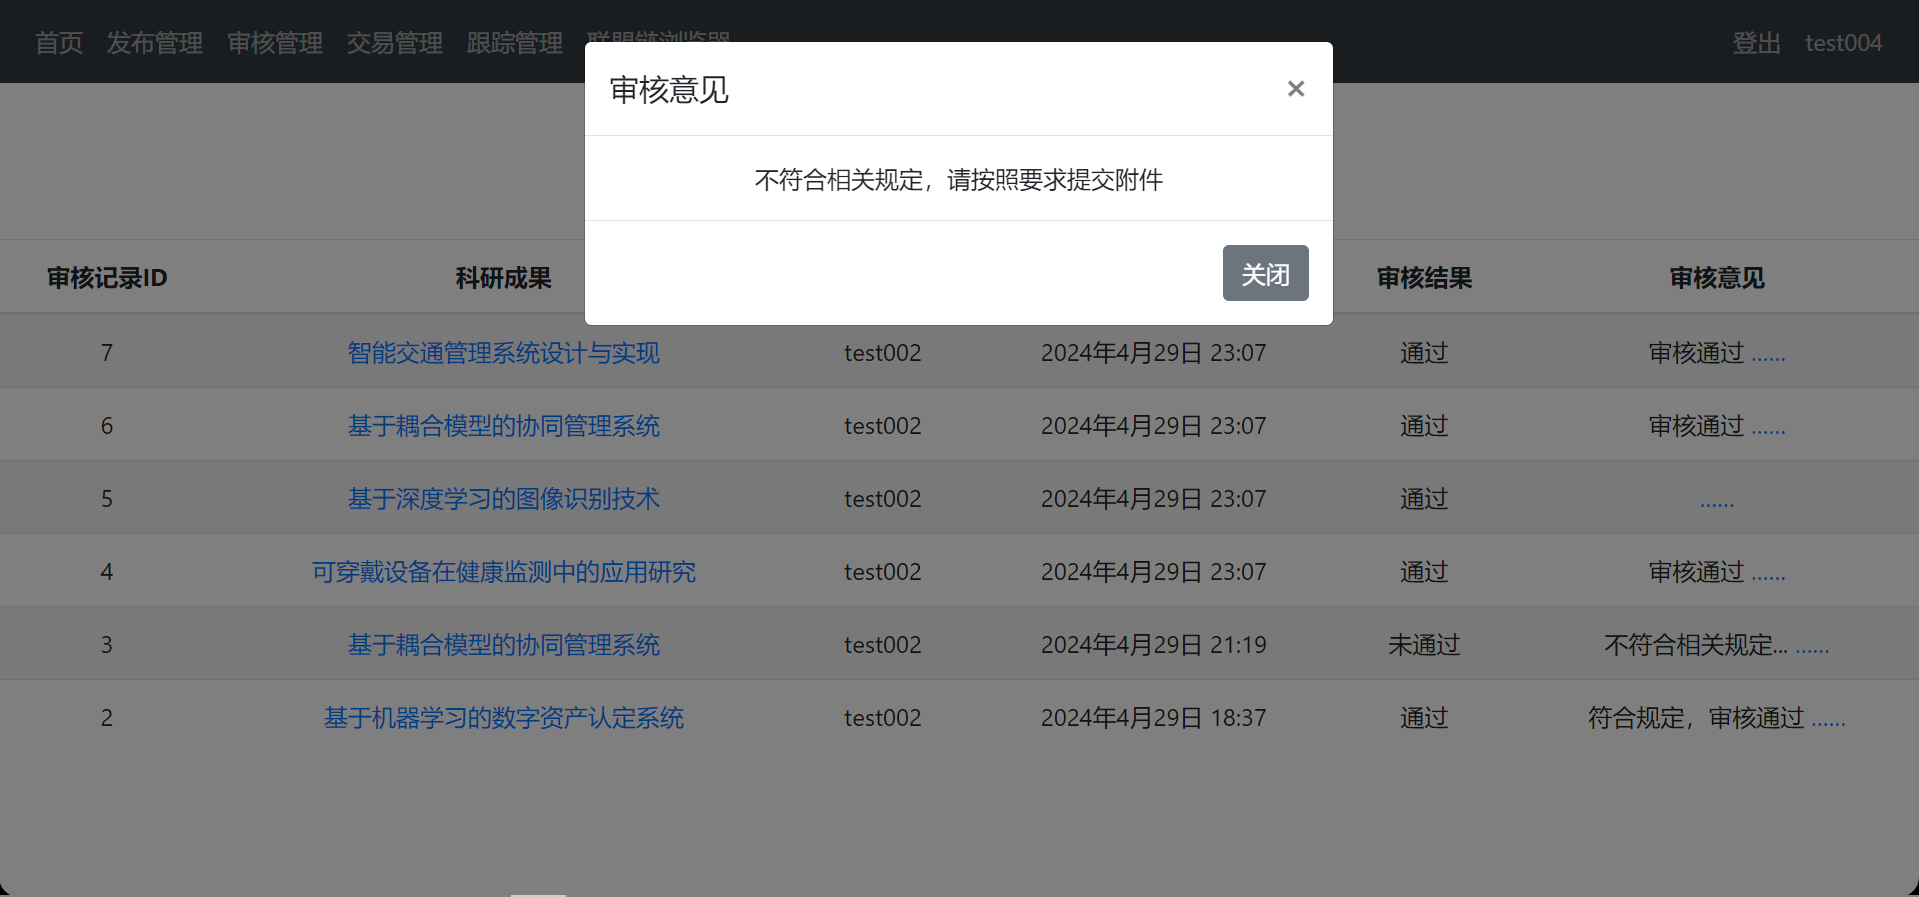 首页 发布管理 审核管理 交易管理 跟踪管理 联盟链浏览器 登出 test004
审核意见 ×
不符合相关规定，请按照要求提交附件
关闭
审核记录ID 科研成果 审核结果 审核意见
7 智能交通管理系统设计与实现 test002 2024年4月29日 23:07 通过 审核通过 ......
6 基于耦合模型的协同管理系统 test002 2024年4月29日 23:07 通过 审核通过 ......
5 基于深度学习的图像识别技术 test002 2024年4月29日 23:07 通过 ......
4 可穿戴设备在健康监测中的应用研究 test002 2024年4月29日 23:07 通过 审核通过 ......
3 基于耦合模型的协同管理系统 test002 2024年4月29日 21:19 未通过 不符合相关规定... ......
2 基于机器学习的数字资产认定系统 test002 2024年4月29日 18:37 通过 符合规定，审核通过 ......